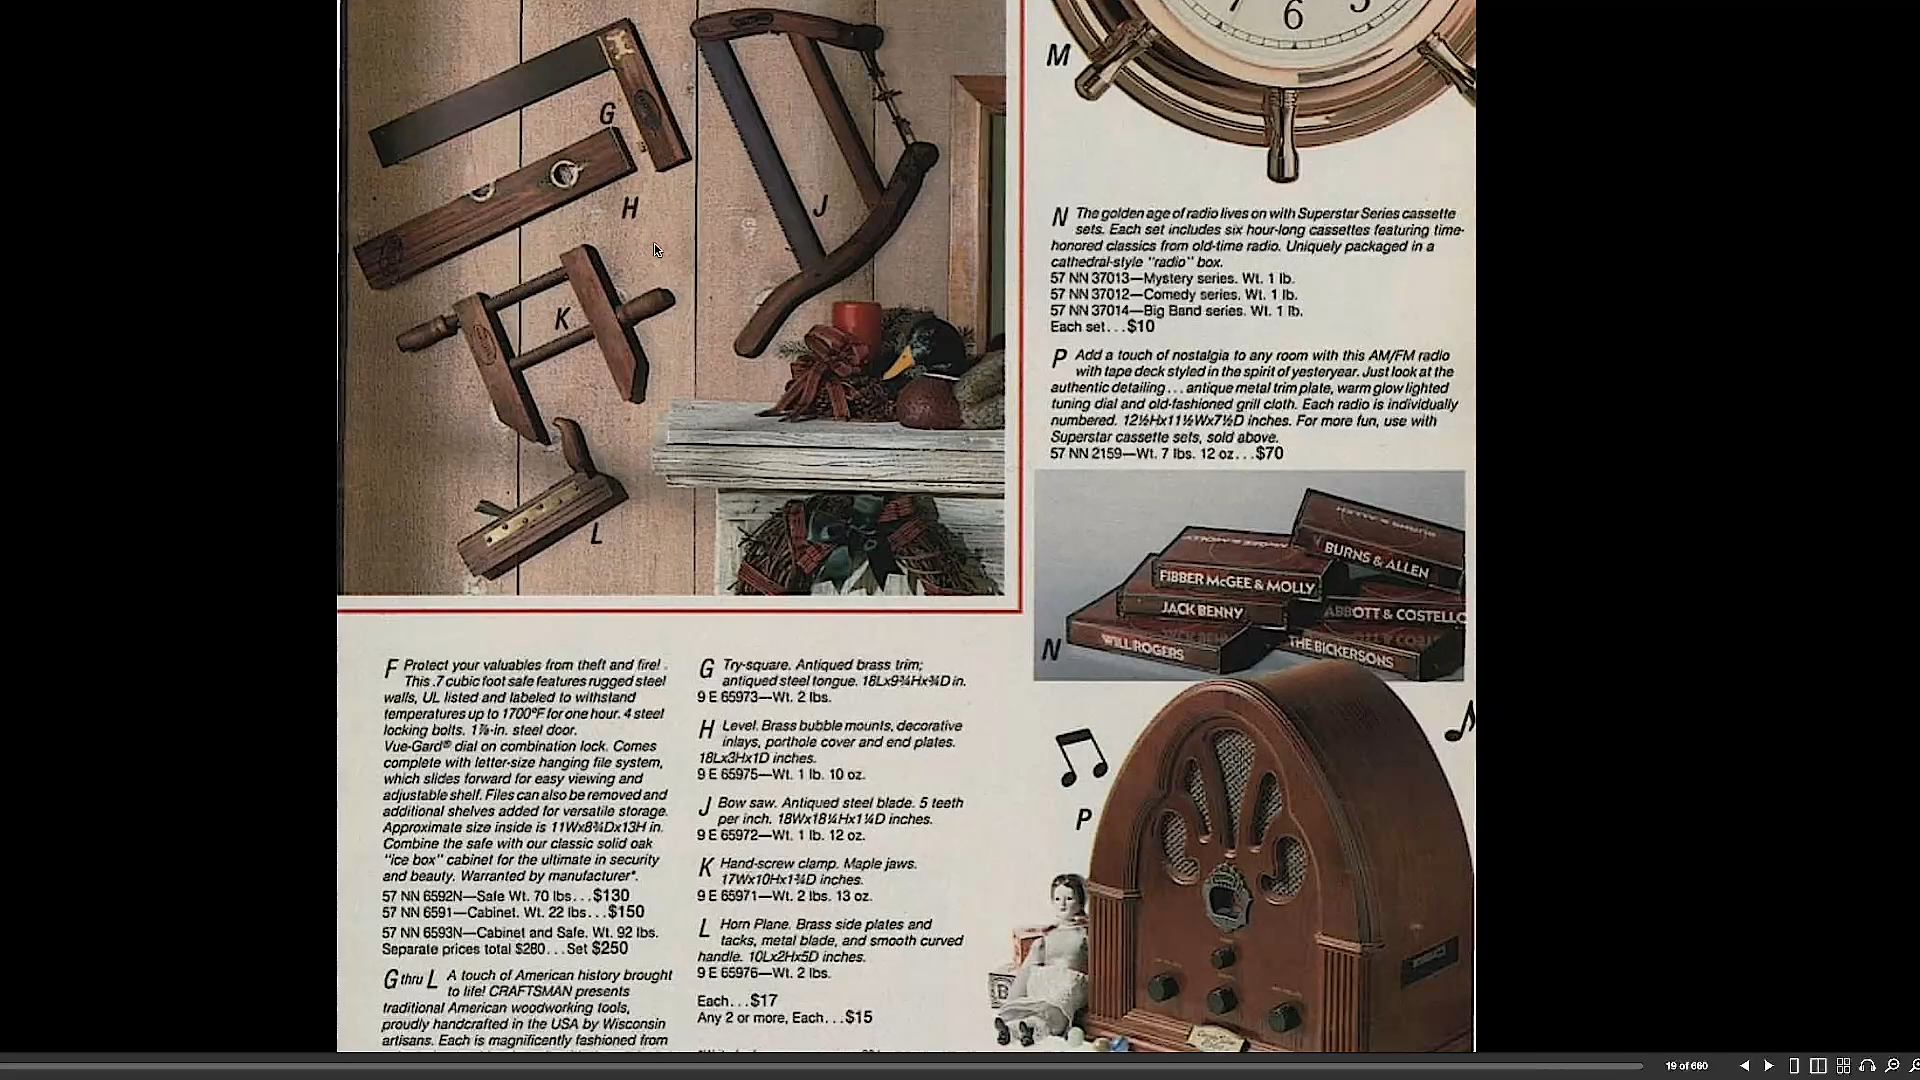 G
H
J
K
L
M
6
N The golden age of radio lives on with Superstar Series cassette
sets. Each set includes six hour-long cassettes featuring time-
honored classics from old-time radio. Uniquely packaged in a
cathedral-style "radio" box.
57 NN 37013—Mystery series. Wt. 1 lb.
57 NN 37012—Comedy series. Wt. 1 lb.
57 NN 37014—Big Band series. Wt. 1 lb.
Each set...$10
P Add a touch of nostalgia to any room with this AM/FM radio
with tape deck styled in the spirit of yesteryear. Just look at the
authentic detailing...antique metal trim plate, warm glow lighted
tuning dial and old-fashioned grill cloth. Each radio is individually
numbered. 12½Hx11½Wx7½D inches. For more fun, use with
Superstar cassette sets, sold above.
57 NN 2159—Wt. 7 lbs. 12 oz...$70
BURNS & ALLEN
FIBBER McGEE & MOLLY
JACK BENNY
ABBOTT & COSTELLO
WILL ROGERS
THE BICKERSONS
N
P
B
F Protect your valuables from theft and fire!
This .7 cubic foot safe features rugged steel
walls, UL listed and labeled to withstand
temperatures up to 1700°F for one hour. 4 steel
locking bolts. 1⅞-in. steel door.
Vue-Gard® dial on combination lock. Comes
complete with letter-size hanging file system,
which slides forward for easy viewing and
adjustable shelf. Files can also be removed and
additional shelves added for versatile storage.
Approximate size inside is 11Wx8¾Dx13H in.
Combine the safe with our classic solid oak
"ice box" cabinet for the ultimate in security
and beauty. Warranted by manufacturer*.
57 NN 6592N—Safe Wt. 70 lbs...$130
57 NN 6591—Cabinet. Wt. 22 lbs...$150
57 NN 6593N—Cabinet and Safe. Wt. 92 lbs.
Separate prices total $280...Set $250
G thru L A touch of American history brought
to life! CRAFTSMAN presents
traditional American woodworking tools,
proudly handcrafted in the USA by Wisconsin
artisans. Each is magnificently fashioned from
G Try-square. Antiqued brass trim;
antiqued steel tongue. 18Lx9¾Hx¾D in.
9 E 65973—Wt. 2 lbs.
H Level. Brass bubble mounts, decorative
inlays, porthole cover and end plates.
18Lx3Hx1D inches.
9 E 65975—Wt. 1 lb. 10 oz.
J Bow saw. Antiqued steel blade. 5 teeth
per inch. 18Wx18¼Hx1¼D inches.
9 E 65972—Wt. 1 lb. 12 oz.
K Hand-screw clamp. Maple jaws.
17Wx10Hx1¾D inches.
9 E 65971—Wt. 2 lbs. 13 oz.
L Horn Plane. Brass side plates and
tacks, metal blade, and smooth curved
handle. 10Lx2Hx5D inches.
9 E 65976—Wt. 2 lbs.
Each...$17
Any 2 or more, Each...$15
19 of 660